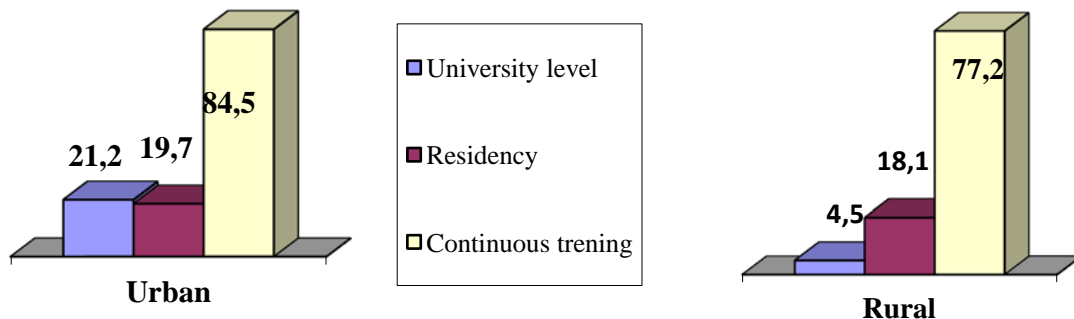 21,2
19,7
84,5
Urban
University level
Residency
Continuous trening
4,5
18,1
77,2
Rural